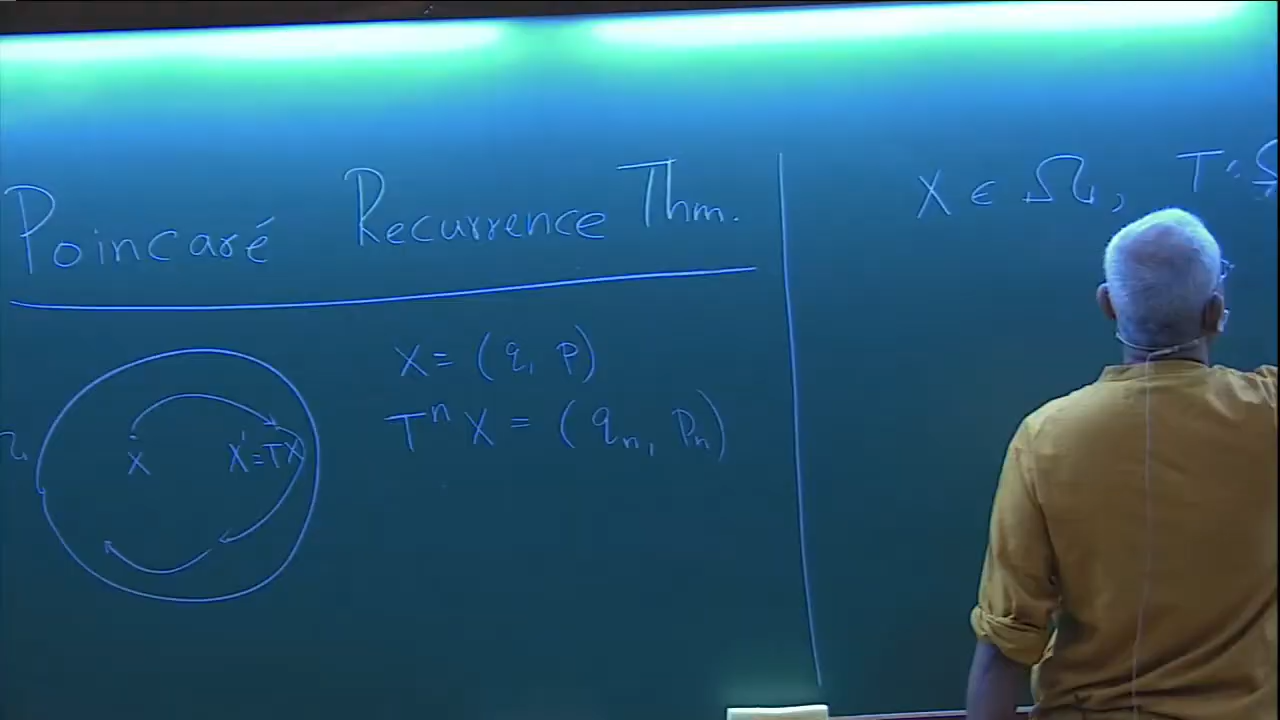 Poincaré Recurrence Thm.
X = (q, p)
TⁿX = (qₙ, pₙ)
X
X' = TX
X ∈ Ω, T: Ω